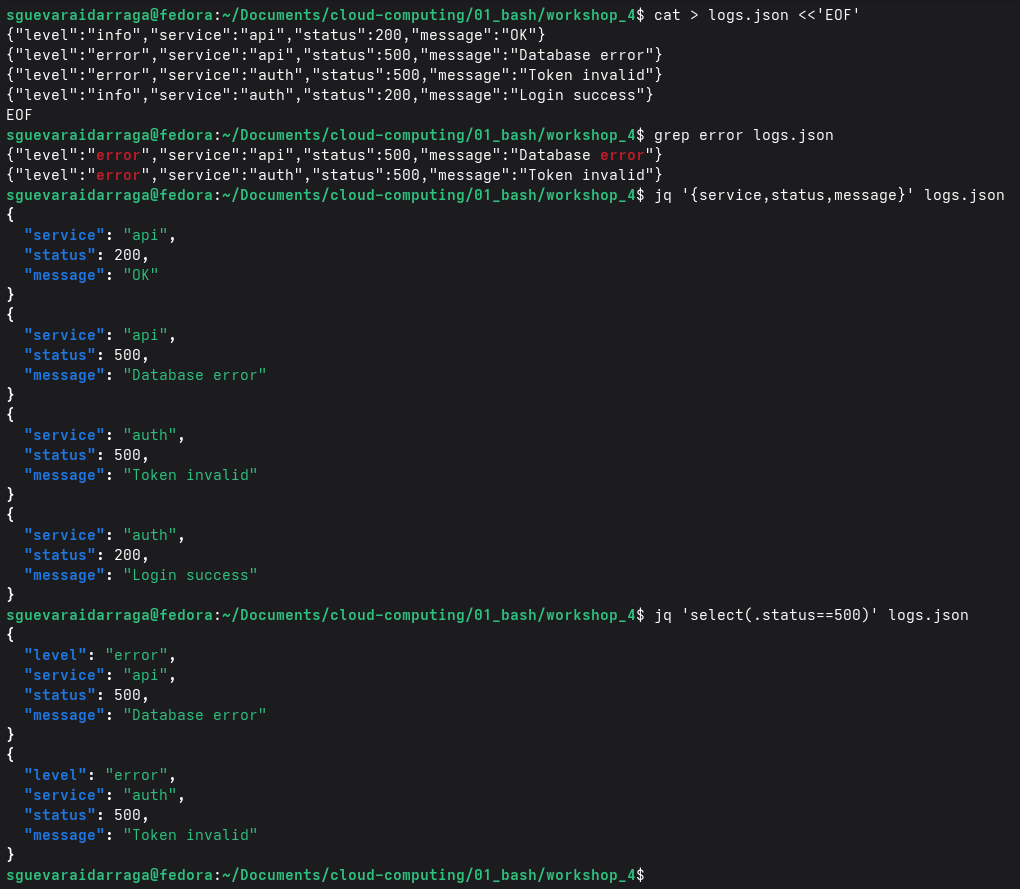 sguevaraidarraga@fedora:~/Documents/cloud-computing/01_bash/workshop_4$ cat > logs.json <<'EOF'
{"level":"info","service":"api","status":200,"message":"OK"}
{"level":"error","service":"api","status":500,"message":"Database error"}
{"level":"error","service":"auth","status":500,"message":"Token invalid"}
{"level":"info","service":"auth","status":200,"message":"Login success"}
EOF
sguevaraidarraga@fedora:~/Documents/cloud-computing/01_bash/workshop_4$ grep error logs.json
{"level":"error","service":"api","status":500,"message":"Database error"}
{"level":"error","service":"auth","status":500,"message":"Token invalid"}
sguevaraidarraga@fedora:~/Documents/cloud-computing/01_bash/workshop_4$ jq '{service,status,message}' logs.json
{
  "service": "api",
  "status": 200,
  "message": "OK"
}
{
  "service": "api",
  "status": 500,
  "message": "Database error"
}
{
  "service": "auth",
  "status": 500,
  "message": "Token invalid"
}
{
  "service": "auth",
  "status": 200,
  "message": "Login success"
}
sguevaraidarraga@fedora:~/Documents/cloud-computing/01_bash/workshop_4$ jq 'select(.status==500)' logs.json
{
  "level": "error",
  "service": "api",
  "status": 500,
  "message": "Database error"
}
{
  "level": "error",
  "service": "auth",
  "status": 500,
  "message": "Token invalid"
}
sguevaraidarraga@fedora:~/Documents/cloud-computing/01_bash/workshop_4$